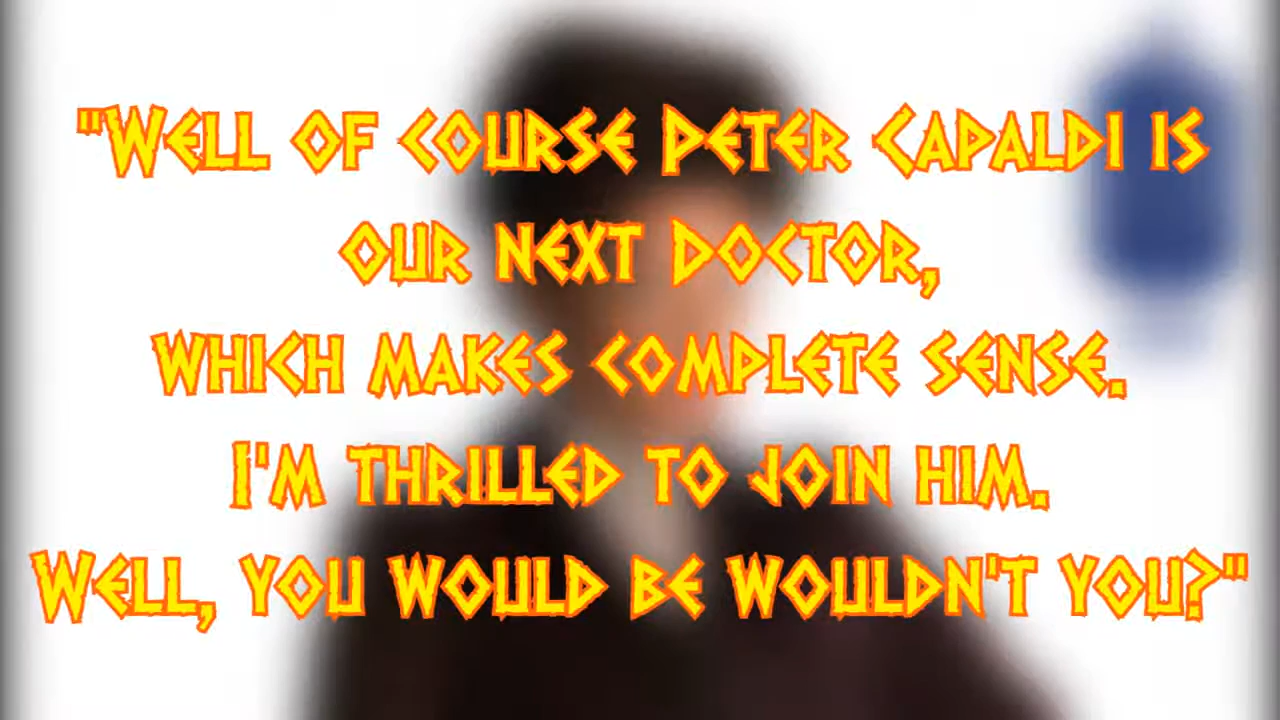 "Well of course Peter Capaldi is
our next Doctor,
which makes complete sense.
I'm thrilled to join him.
Well, you would be wouldn't you?"